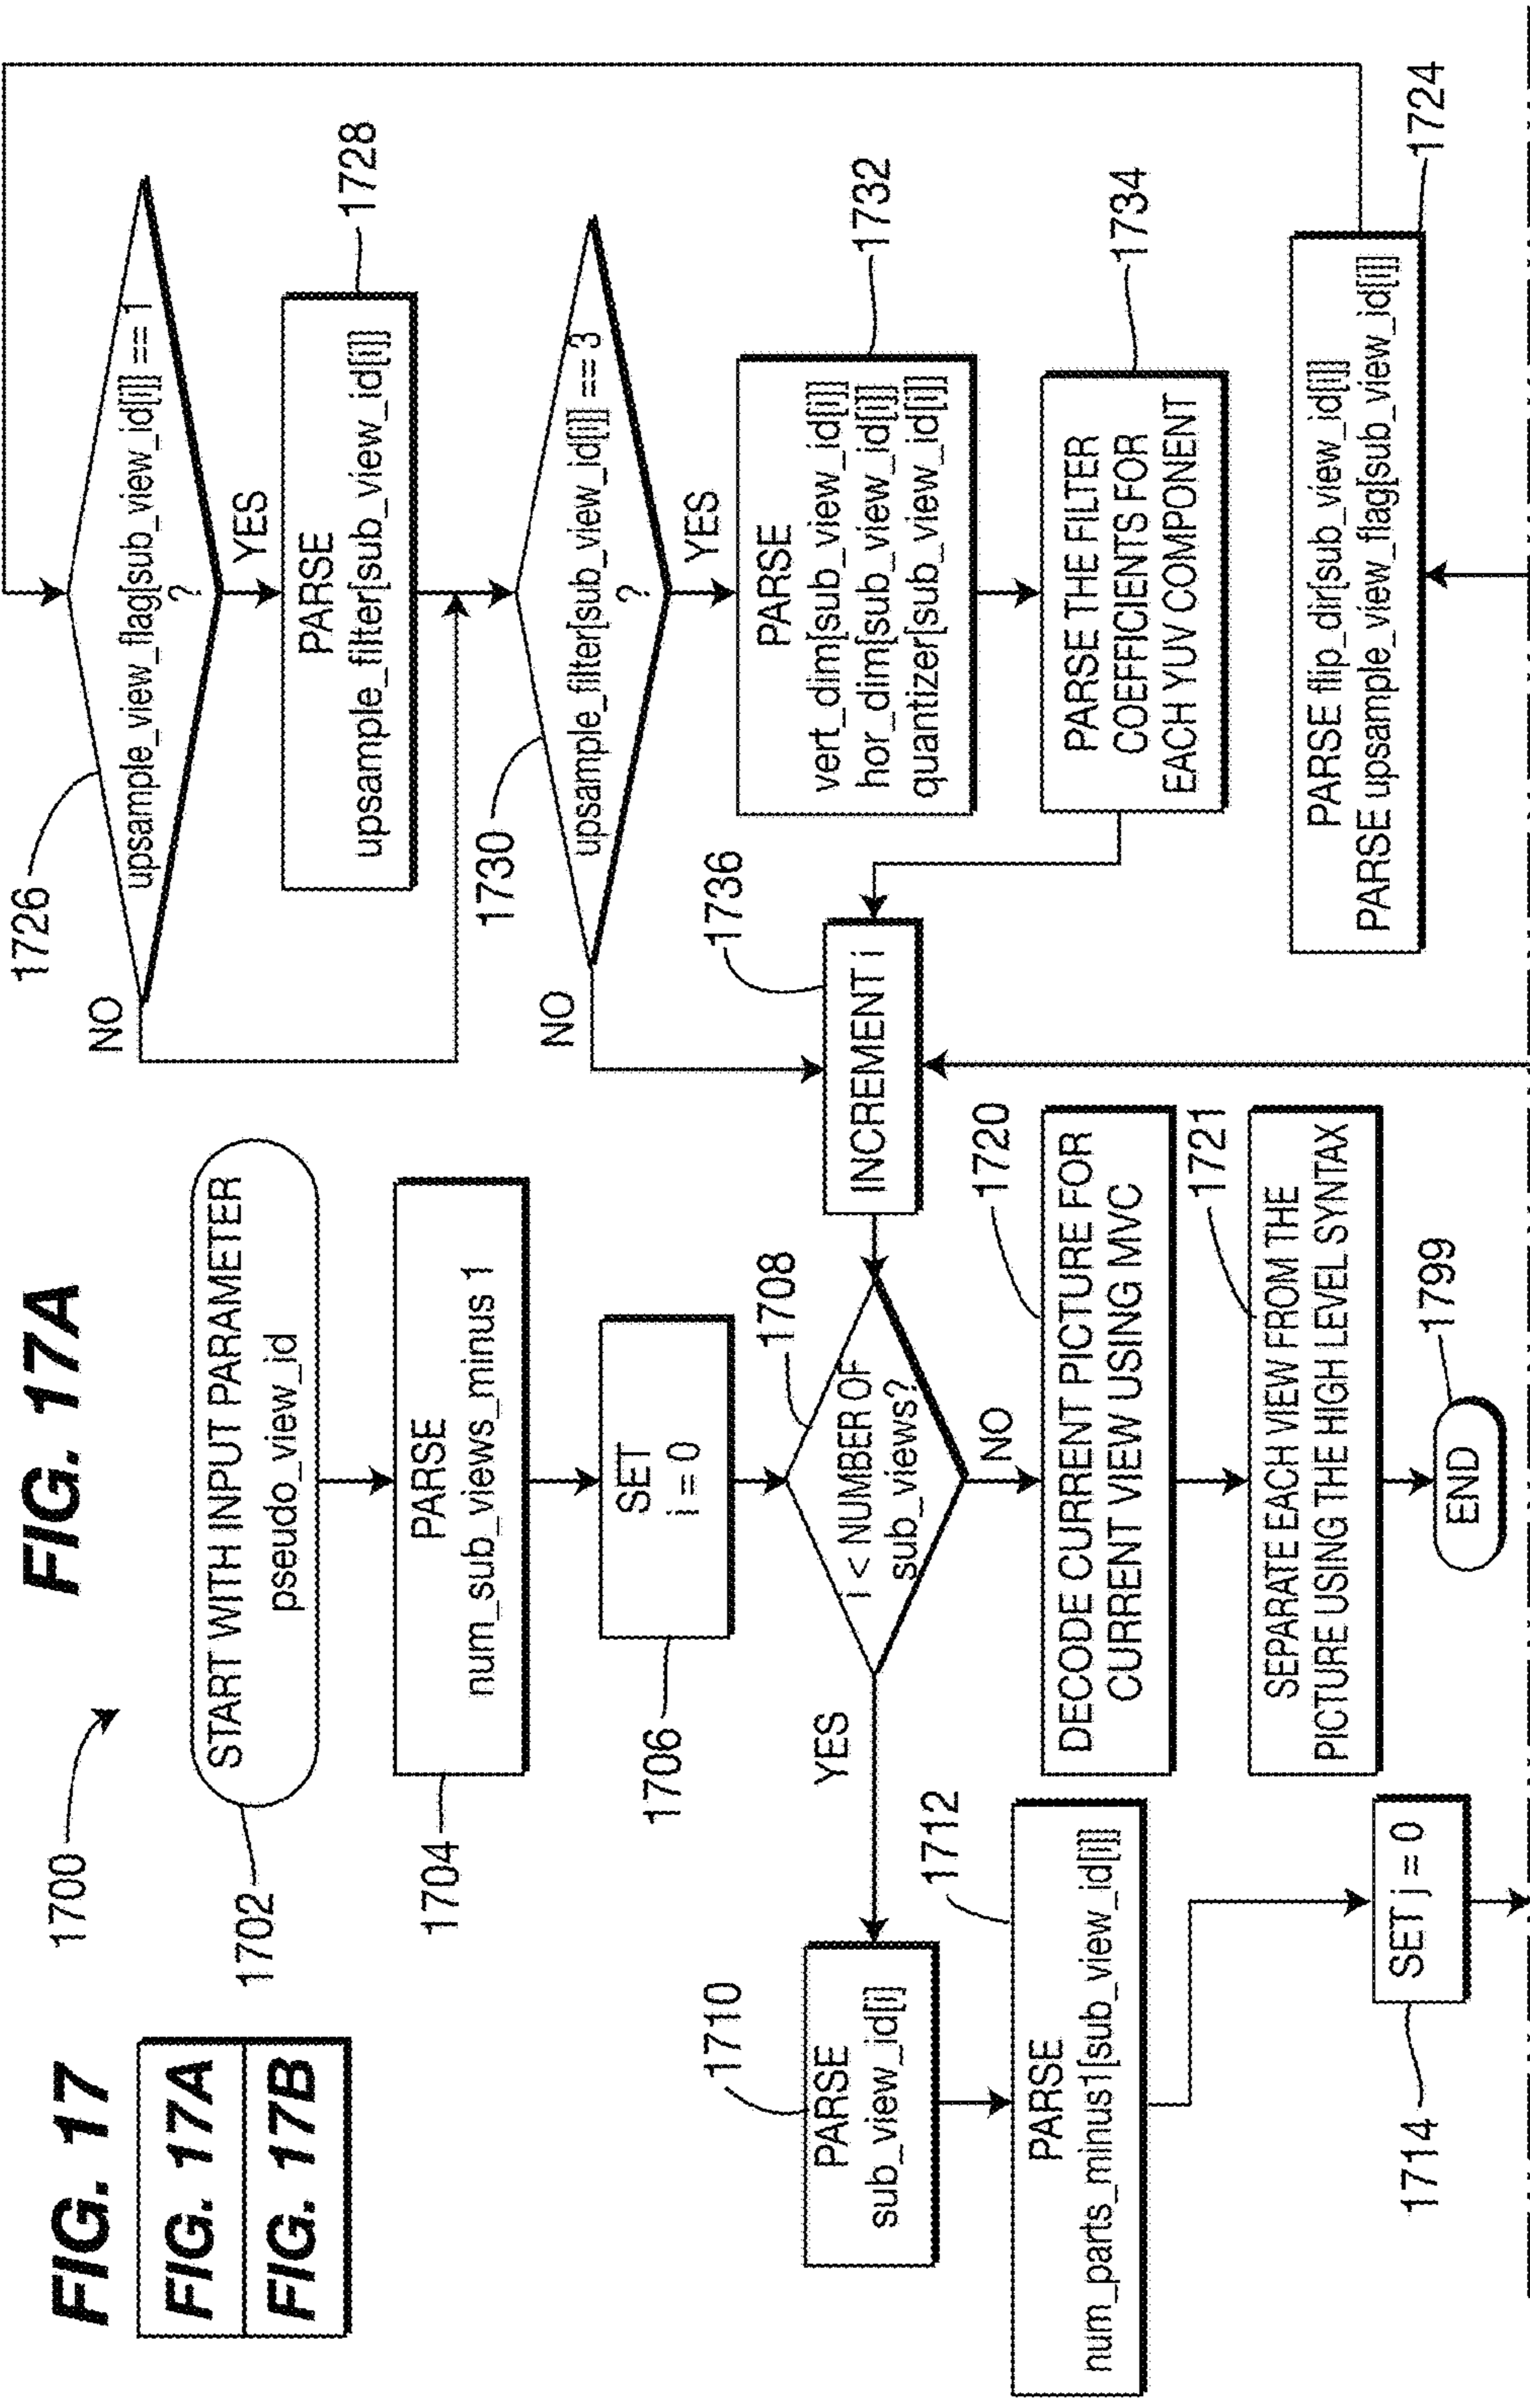 FIG. 17
FIG. 17A
FIG. 17B
FIG. 17A
1700
START WITH INPUT PARAMETER
pseudo_view_id
1702
PARSE
num_sub_views_minus 1
1704
SET
i = 0
1706
i < NUMBER OF
sub_views?
1708
YES
NO
PARSE
sub_view_id[i]
1710
PARSE
num_parts_minus1[sub_view_id[i]]
1712
SET j = 0
1714
DECODE CURRENT PICTURE FOR
CURRENT VIEW USING MVC
1720
SEPARATE EACH VIEW FROM THE
PICTURE USING THE HIGH LEVEL SYNTAX
1721
END
1799
upsample_view_flag[sub_view_id[i]] == 1
?
1726
NO
YES
PARSE
upsample_filter[sub_view_id[i]]
1728
upsample_filter[sub_view_id[i]] == 3
?
1730
NO
YES
PARSE
vert_dim[sub_view_id[i]]
hor_dim[sub_view_id[i]]
quantizer[sub_view_id[i]]
1732
PARSE THE FILTER
COEFFICIENTS FOR
EACH YUV COMPONENT
1734
INCREMENT i
1736
PARSE flip_dir[sub_view_id[i]]
PARSE upsample_view_flag[sub_view_id[i]]
1724